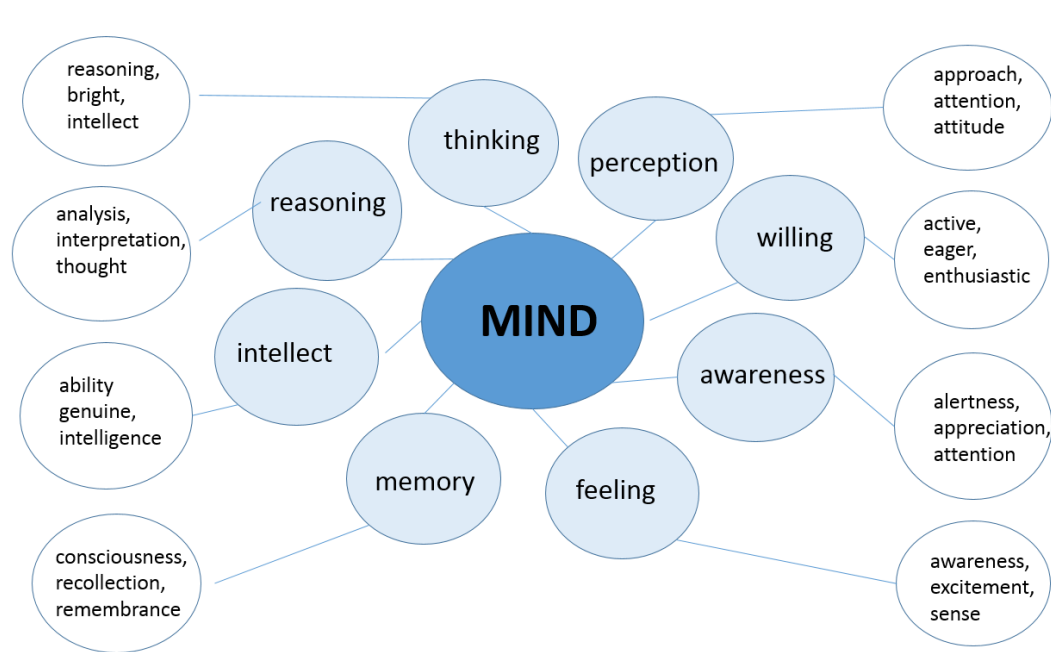 reasoning,
bright,
intellect
thinking
approach,
attention,
attitude
perception
reasoning
analysis,
interpretation,
thought
willing
active,
eager,
enthusiastic
MIND
intellect
awareness
ability
genuine,
intelligence
alertness,
appreciation,
attention
memory
feeling
consciousness,
recollection,
remembrance
awareness,
excitement,
sense